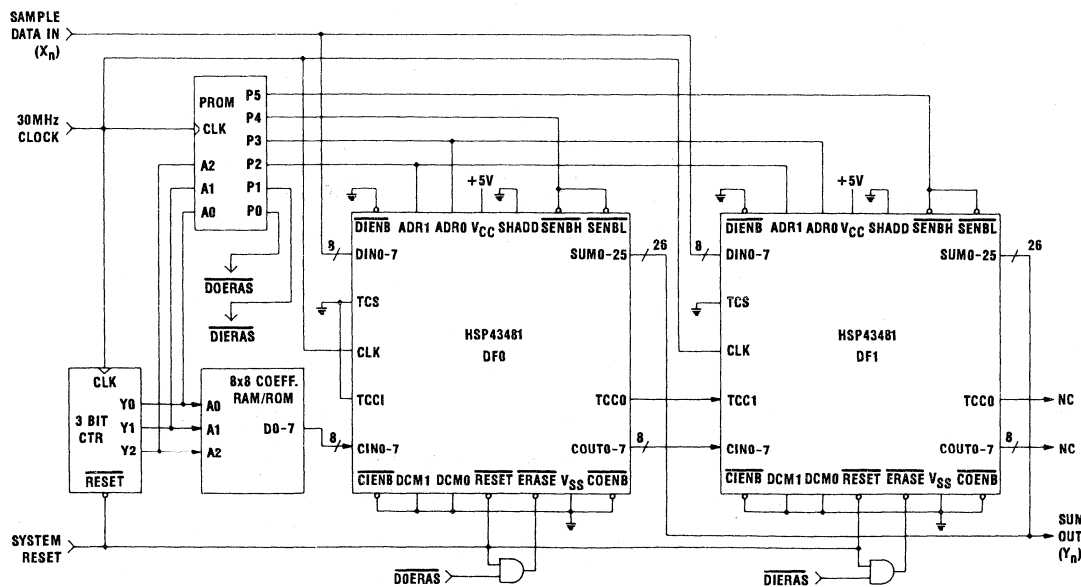 SAMPLE
DATA IN
(Xn)
30MHz
CLOCK
PROM
CLK
A2
A1
A0
P5
P4
P3
P2
P1
P0
DOERAS
DIERAS
CLK
3 BIT
CTR
Y0
Y1
Y2
RESET
8x8 COEFF.
RAM/ROM
A0
A1
A2
D0-7
SYSTEM
RESET
+5V
DIENB ADR1 ADR0 VCC SHADD SENBH SENBL
8
DIN0-7
SUM0-25
26
TCS
HSP43481
DF0
CLK
TCCI
TCCO
8
CIN0-7
COUT0-7
8
CIENB DCM1 DCM0 RESET ERASE VSS COENB
DOERAS
+5V
DIENB ADR1 ADR0 VCC SHADD SENBH SENBL
8
DIN0-7
SUM0-25
26
TCS
HSP43481
DF1
CLK
TCC1
TCCO
NC
CIN0-7
COUT0-7
8
NC
CIENB DCM1 DCM0 RESET ERASE VSS COENB
DIERAS
SUM
OUT
(Yn)